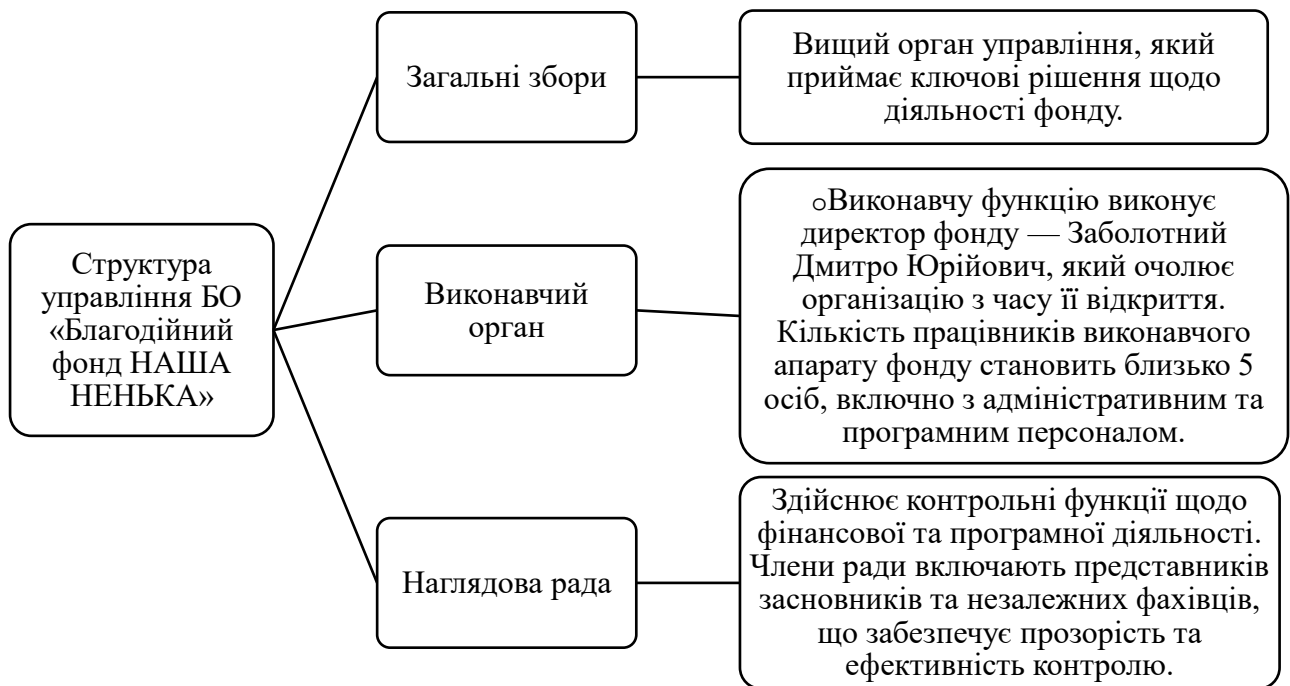 Структура
управління БО
«Благодійний
фонд НАША
НЕНЬКА»
Загальні збори
Вищий орган управління, який
приймає ключові рішення щодо
діяльності фонду.
Виконавчий
орган
oВиконавчу функцію виконує
директор фонду — Заболотний
Дмитро Юрійович, який очолює
організацію з часу її відкриття.
Кількість працівників виконавчого
апарату фонду становить близько 5
осіб, включно з адміністративним та
програмним персоналом.
Наглядова рада
Здійснює контрольні функції щодо
фінансової та програмної діяльності.
Члени ради включають представників
засновників та незалежних фахівців,
що забезпечує прозорість та
ефективність контролю.